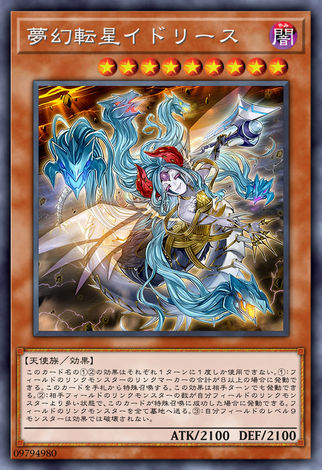 夢幻転星イドリース
闇
やみ
【天使族/効果】
このカード名の①②の効果はそれぞれ1ターンに1度しか使用できない。①:フ
ィールドのリンクモンスターのリンクマーカーの合計が8以上の場合に発動で
きる。このカードを手札から特殊召喚する。この効果は相手ターンでも発動でき
る。②:相手フィールドのリンクモンスターの数が自分フィールドのリンクモン
スターより多い状態で、このカードが特殊召喚に成功した場合に発動できる。フ
ィールドのリンクモンスターを全て墓地へ送る。③:自分フィールドのレベル9
モンスターは効果では破壊されない。
ATK/2100 DEF/2100
09794980